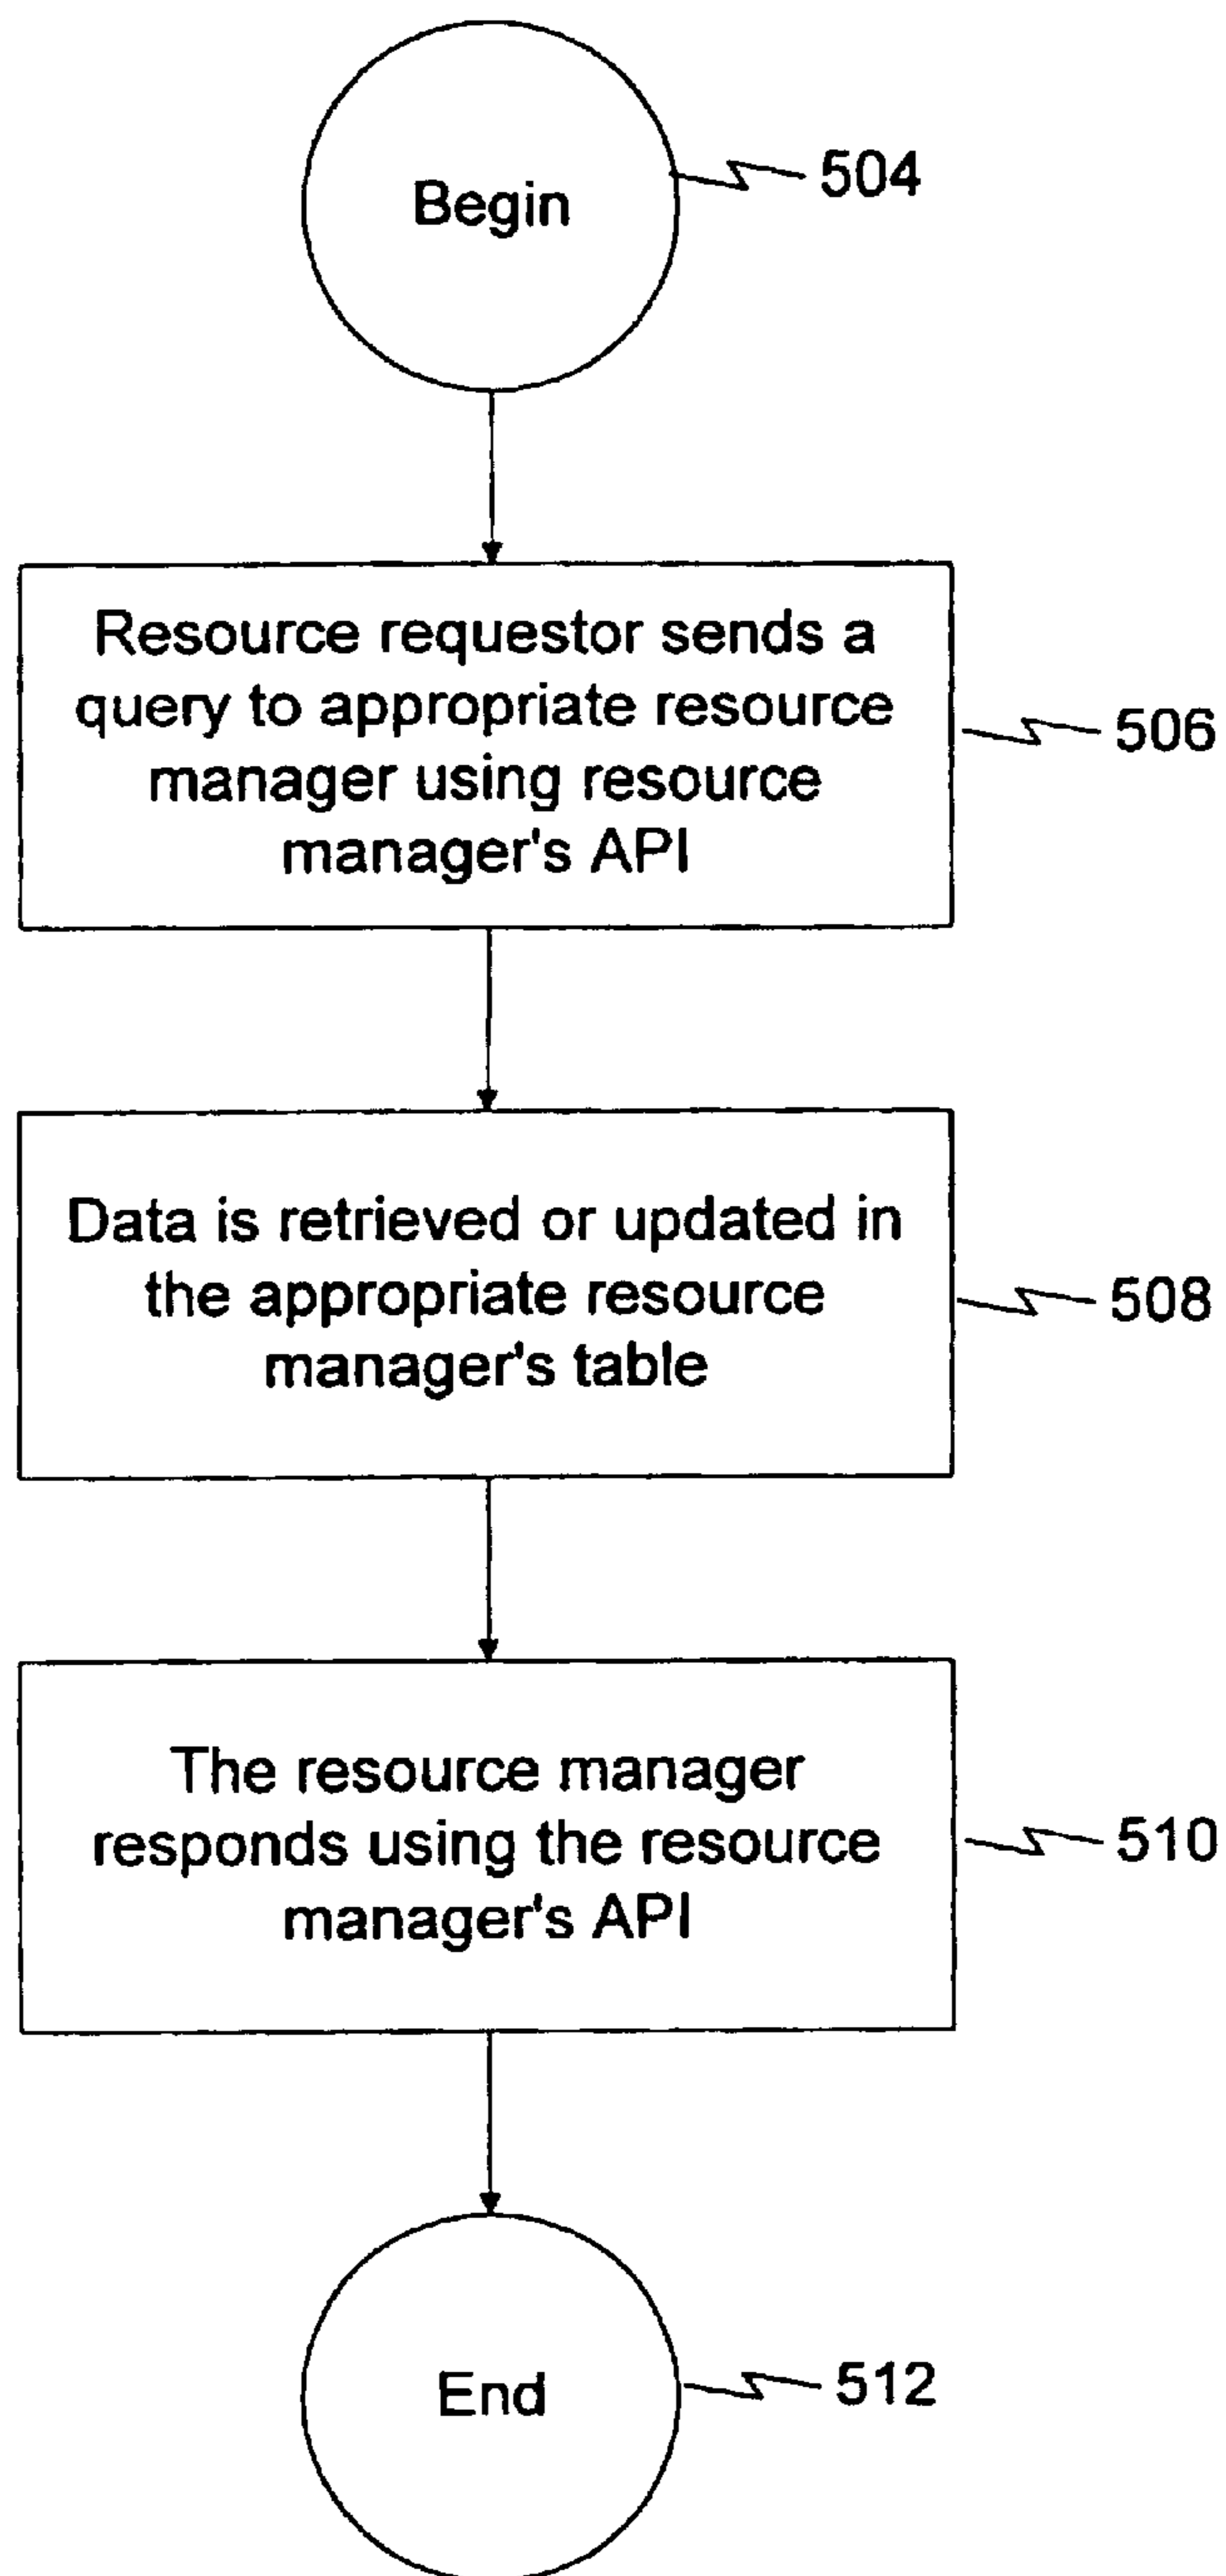 Begin
504
Resource requestor sends a
query to appropriate resource
manager using resource
manager's API
506
Data is retrieved or updated in
the appropriate resource
manager's table
508
The resource manager
responds using the resource
manager's API
510
End
512